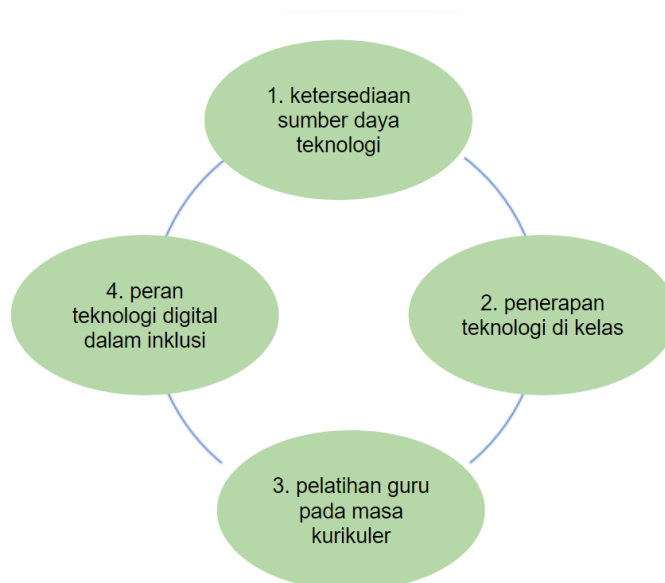 1. ketersediaan
sumber daya
teknologi
2. penerapan
teknologi di kelas
3. pelatihan guru
pada masa
kurikuler
4. peran
teknologi digital
dalam inklusi